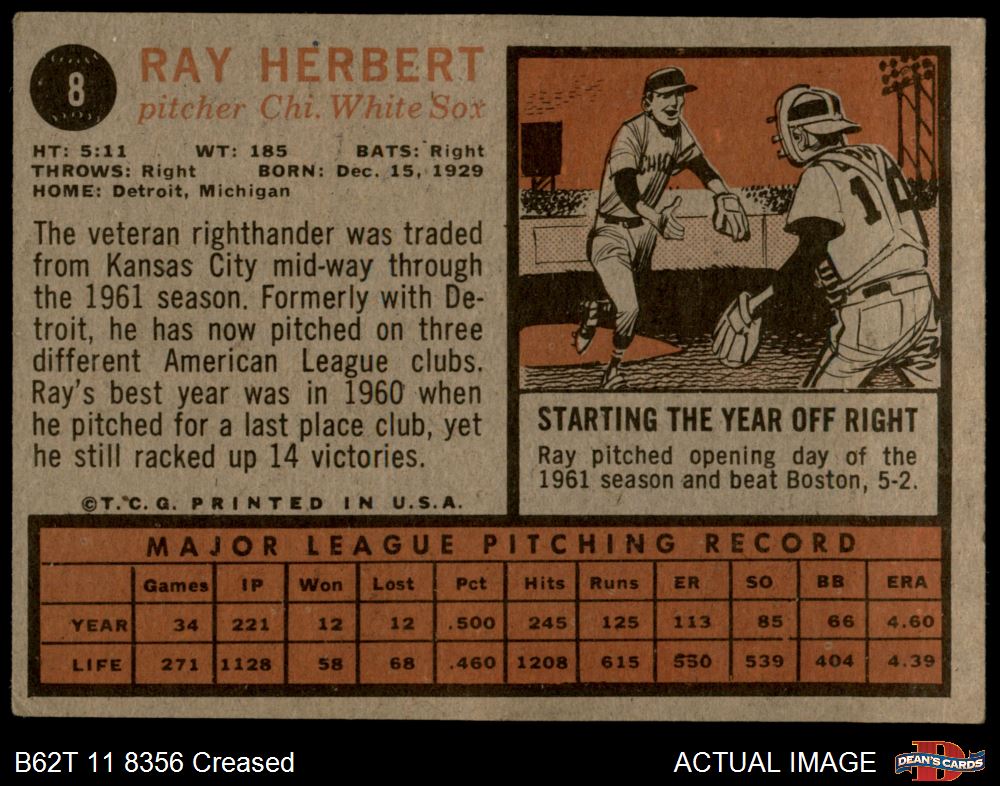 8
RAY HERBERT
pitcher Chi. White Sox
HT: 5:11 WT: 185 BATS: Right
THROWS: Right BORN: Dec. 15, 1929
HOME: Detroit, Michigan
The veteran righthander was traded
from Kansas City mid-way through
the 1961 season. Formerly with De-
troit, he has now pitched on three
different American League clubs.
Ray's best year was in 1960 when
he pitched for a last place club, yet
he still racked up 14 victories.
©T.C.G. PRINTED IN U.S.A.
CHIC
10
STARTING THE YEAR OFF RIGHT
Ray pitched opening day of the
1961 season and beat Boston, 5-2.
MAJOR LEAGUE PITCHING RECORD
Games IP Won Lost Pct Hits Runs ER SO BB ERA
YEAR 34 221 12 12 .500 245 125 113 85 66 4.60
LIFE 271 1128 58 68 .460 1208 615 550 539 404 4.39
B62T 11 8356 Creased
ACTUAL IMAGE
D
DEAN'S CARDS